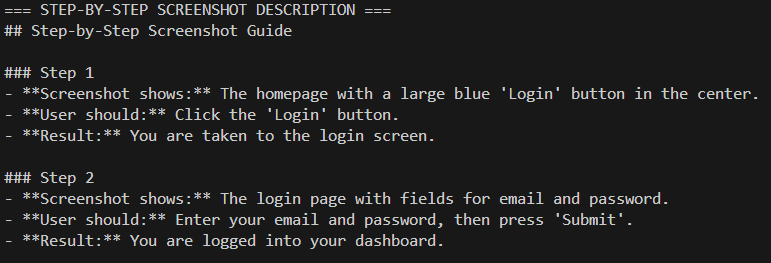 === STEP-BY-STEP SCREENSHOT DESCRIPTION ===
## Step-by-Step Screenshot Guide

### Step 1
- **Screenshot shows:** The homepage with a large blue 'Login' button in the center.
- **User should:** Click the 'Login' button.
- **Result:** You are taken to the login screen.

### Step 2
- **Screenshot shows:** The login page with fields for email and password.
- **User should:** Enter your email and password, then press 'Submit'.
- **Result:** You are logged into your dashboard.